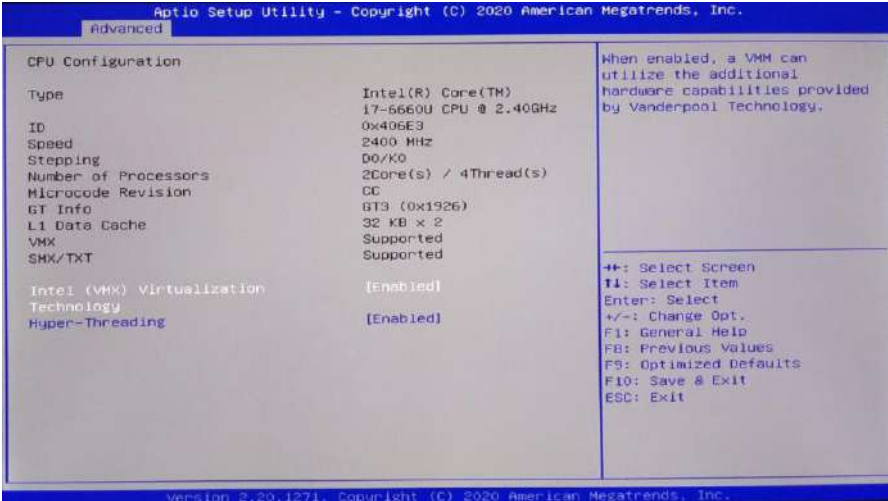 Aptio Setup Utility - Copyright (C) 2020 American Megatrends, Inc.
Advanced
CPU Configuration
Type Intel(R) Core(TM)
i7-6660U CPU @ 2.40GHz
ID 0x406E3
Speed 2400 MHz
Stepping D0/K0
Number of Processors 2Core(s) / 4Thread(s)
Microcode Revision CC
GT Info GT3 (0x1926)
L1 Data Cache 32 KB x 2
VMX Supported
SMX/TXT Supported
Intel (VMX) Virtualization [Enabled]
Technology
Hyper-Threading [Enabled]
When enabled, a VMM can
utilize the additional
hardware capabilities provided
by Vanderpool Technology.
→←: Select Screen
↑↓: Select Item
Enter: Select
+/-: Change Opt.
F1: General Help
F8: Previous Values
F9: Optimized Defaults
F10: Save & Exit
ESC: Exit
Version 2.20.1271. Copyright (C) 2020 American Megatrends, Inc.